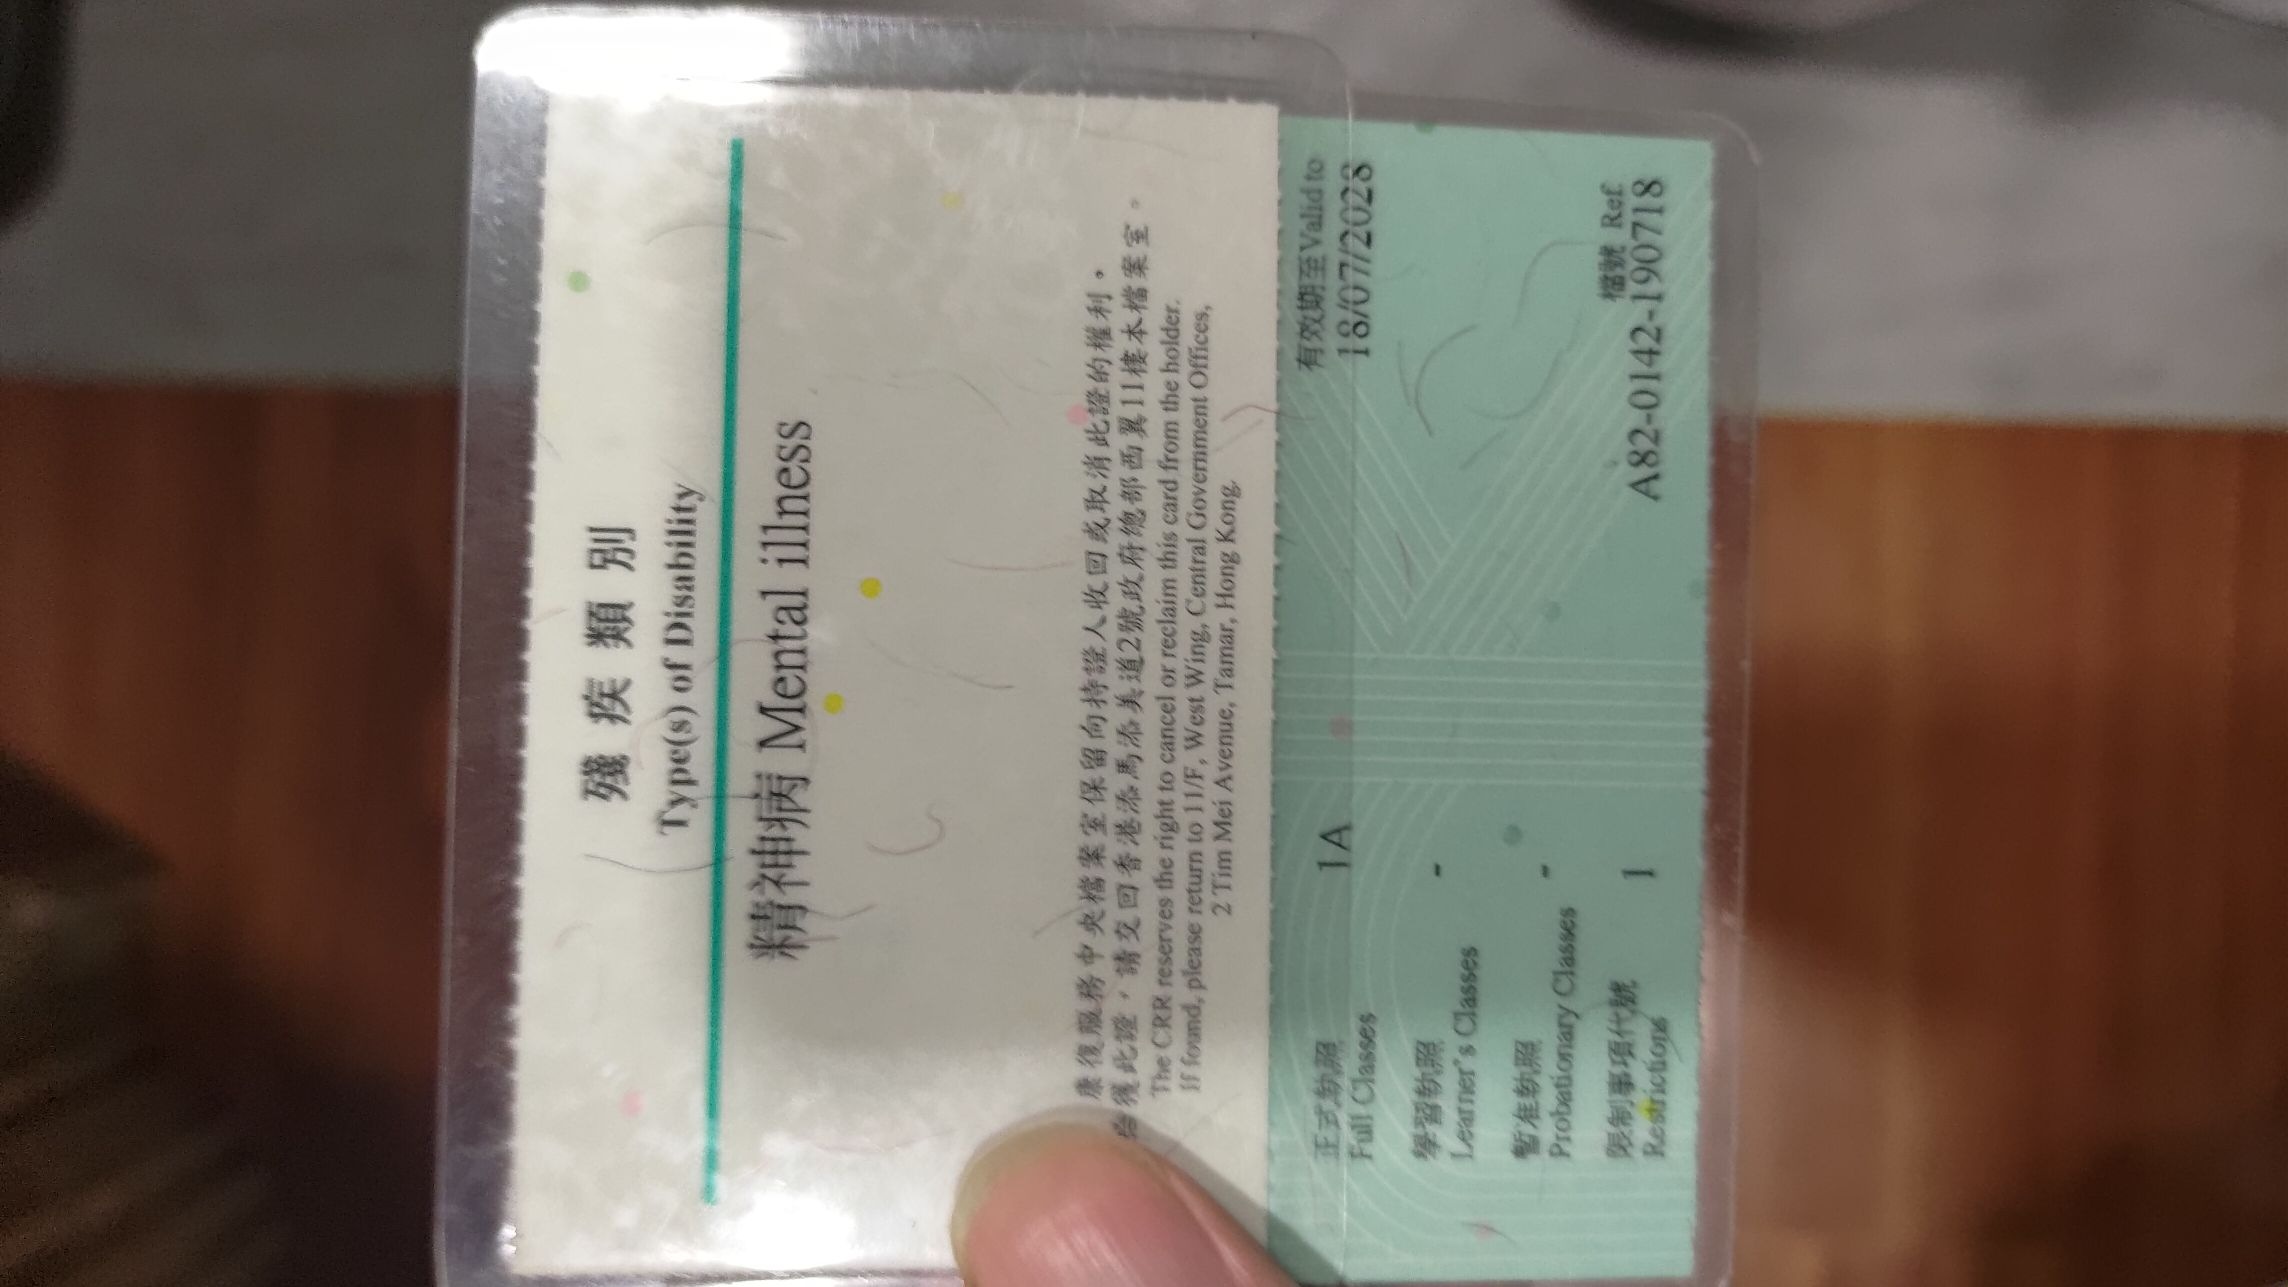 殘疾類別
Type(s) of Disability
精神病 Mental illness
康復服務中央檔案室保留向持證人收回或取消此證的權利。
拾獲此證，請交回香港添馬添美道2號政府總部西翼11樓本檔案室。
The CRR reserves the right to cancel or reclaim this card from the holder.
If found, please return to 11/F, West Wing, Central Government Offices,
2 Tim Mei Avenue, Tamar, Hong Kong.
有效期至 Valid to
18/07/2028
正式執照 1A
Full Classes
學習執照 -
Learner's Classes
暫准執照 -
Probationary Classes
檔號 Ref.
限制事項代號 1
Restrictions
A82-0142-190718